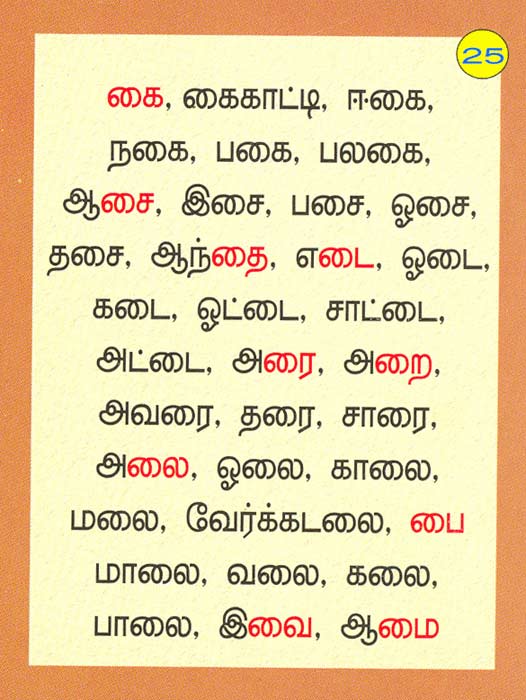 25
கை, கைகாட்டி, ஈகை,
நகை, பகை, பலகை,
ஆசை, இசை, பசை, ஓசை,
தசை, ஆந்தை, எடை, ஓடை,
கடை, ஓட்டை, சாட்டை,
அட்டை, அரை, அறை,
அவரை, தரை, சாரை,
அலை, ஓலை, காலை,
மலை, வேர்க்கடலை, பை
மாலை, வலை, கலை,
பாலை, இவை, ஆமை